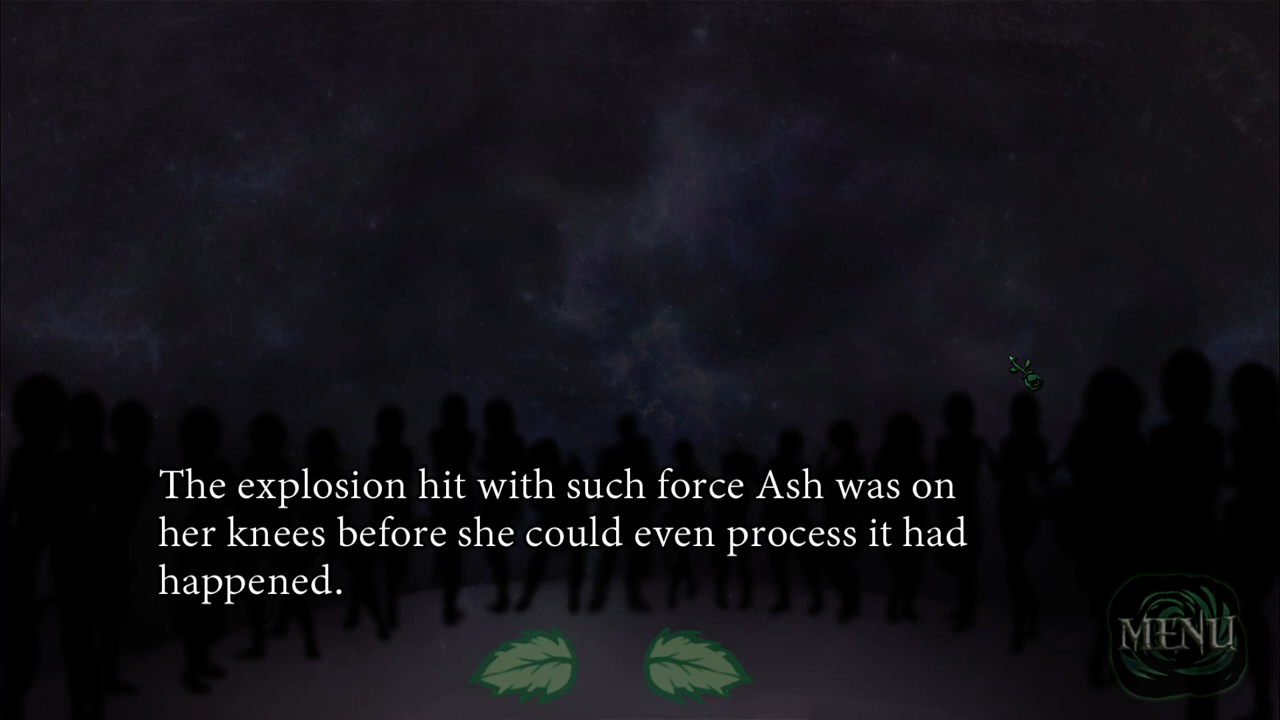 The explosion hit with such force Ash was on
her knees before she could even process it had
happened.
MENU